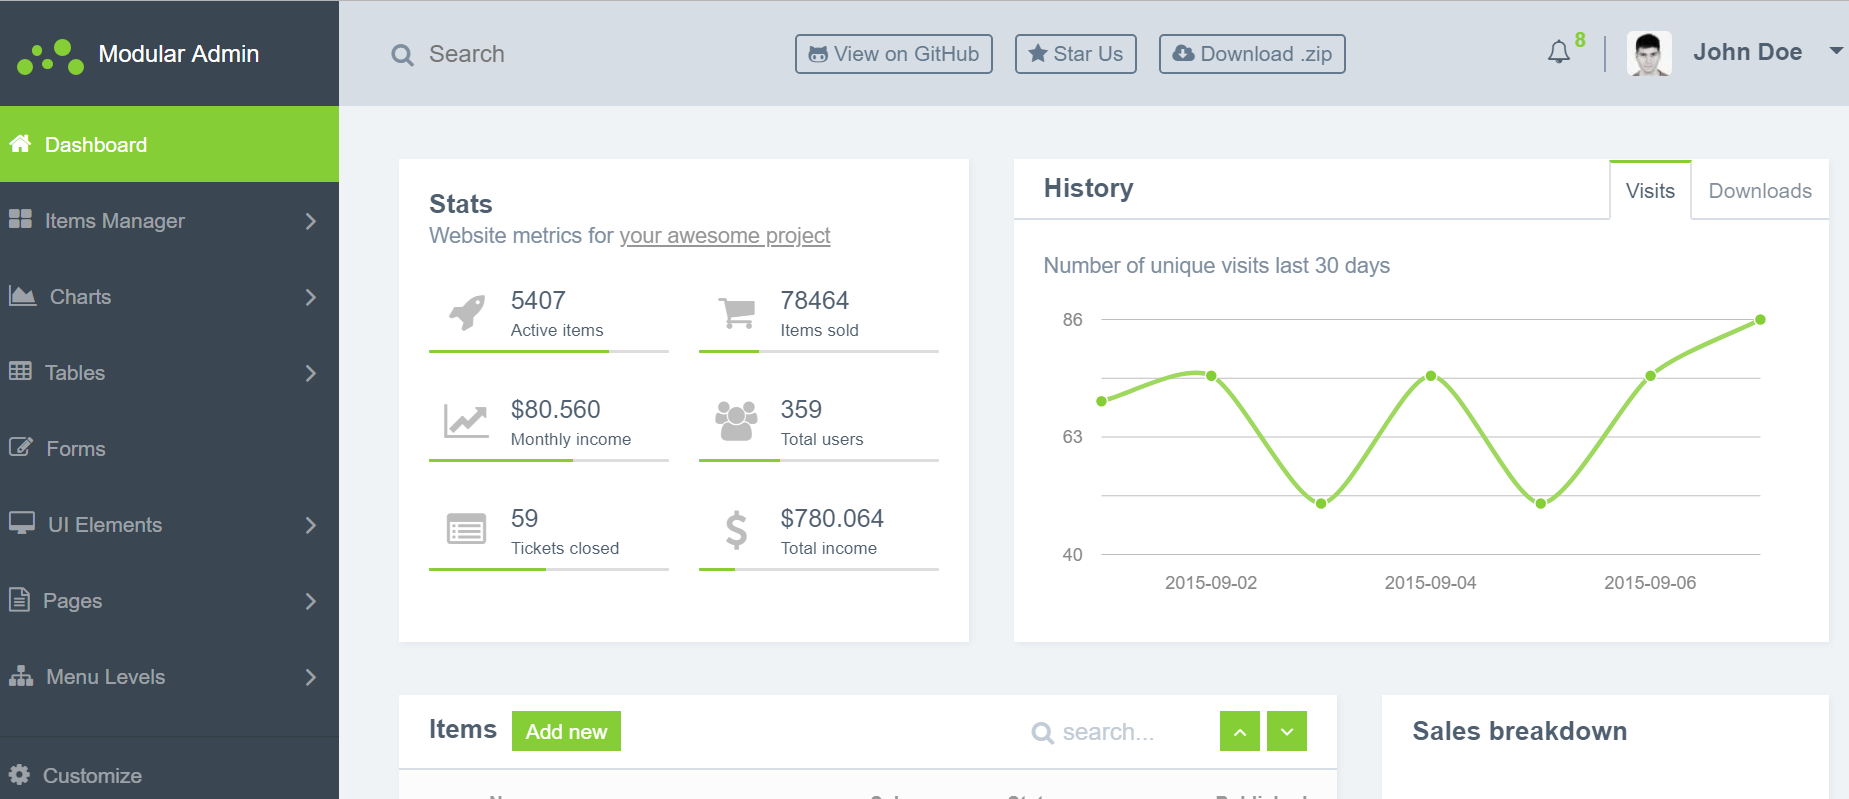 Modular Admin
Search
View on GitHub
Star Us
Download .zip
8
John Doe
Dashboard
Items Manager
Charts
Tables
Forms
UI Elements
Pages
Menu Levels
Customize
Stats
Website metrics for your awesome project
5407
Active items
78464
Items sold
$80.560
Monthly income
359
Total users
59
Tickets closed
$780.064
Total income
History
Visits
Downloads
Number of unique visits last 30 days
86
63
40
2015-09-02
2015-09-04
2015-09-06
Items
Add new
search...
Sales breakdown